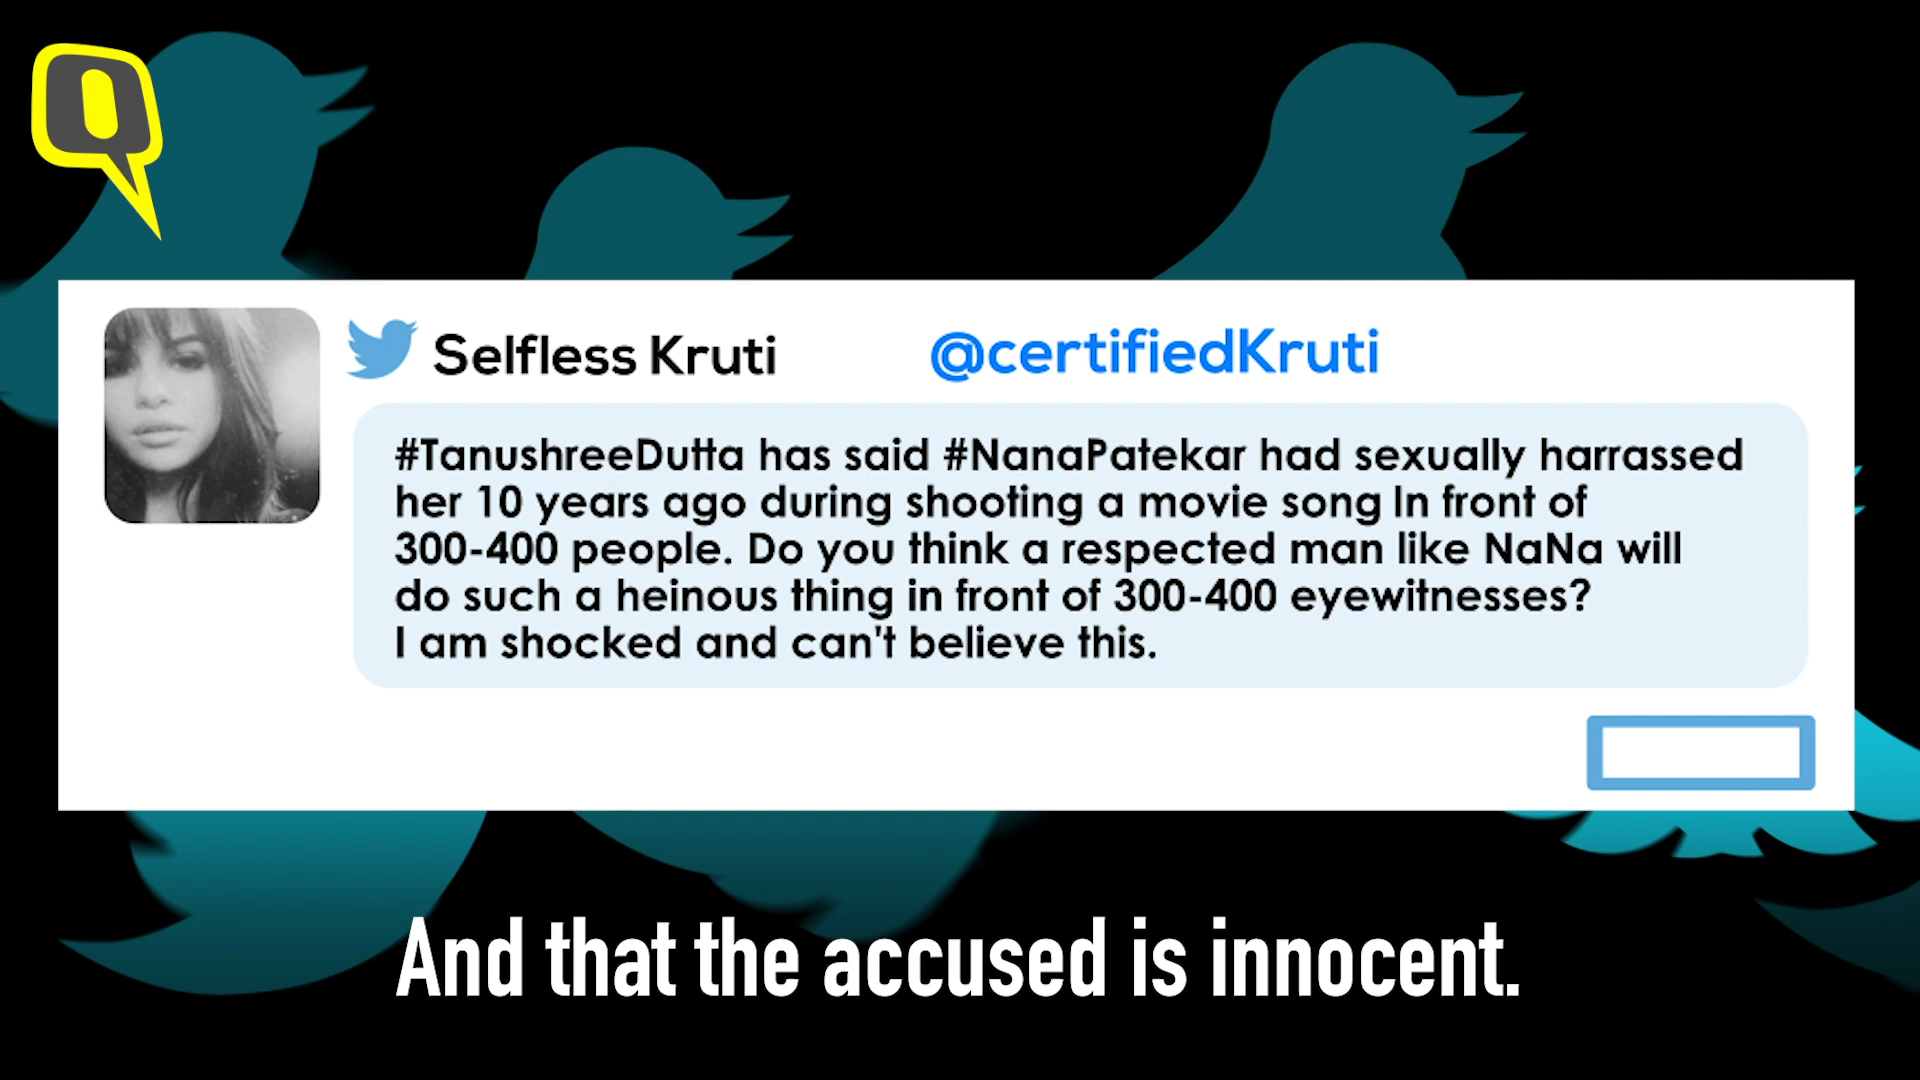 Q
Selfless Kruti @certifiedKruti
#TanushreeDutta has said #NanaPatekar had sexually harrassed
her 10 years ago during shooting a movie song In front of
300-400 people. Do you think a respected man like NaNa will
do such a heinous thing in front of 300-400 eyewitnesses?
I am shocked and can't believe this.
And that the accused is innocent.